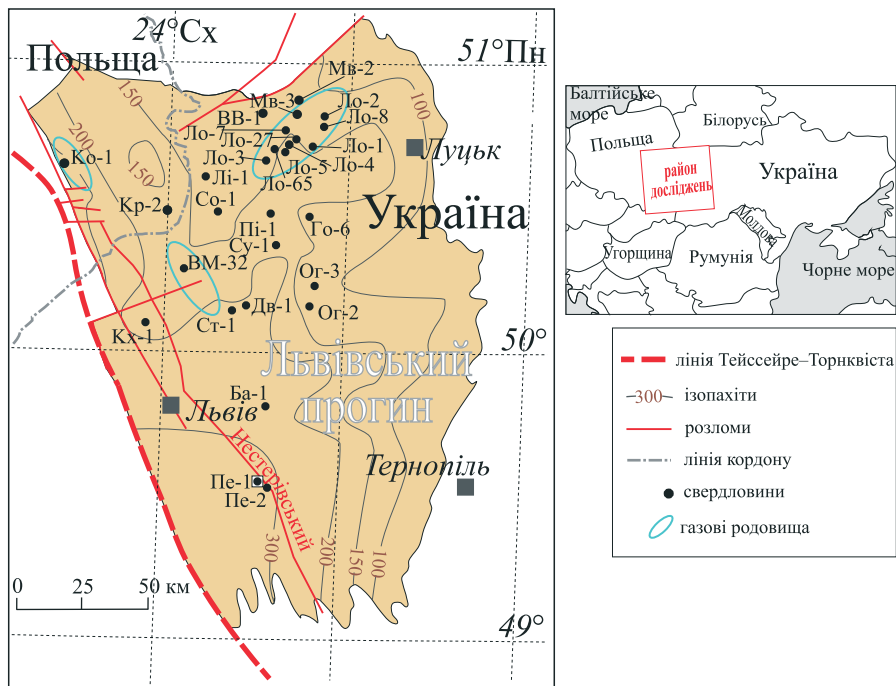 24°Сх
Польща
51°Пн
150
Мв-2
100
Мв-3
Ло-2
ВВ-1
Ло-8
200
Ло-7
Ло-27
Ло-1
Луцьк
Ко-1
150
Ло-3
Ло-4
Ло-5
Лі-1
Ло-65
Кр-2
Со-1
Україна
Пі-1
Го-6
Су-1
ВМ-32
Ог-3
Дв-1
Ст-1
Ог-2
Кх-1
50°
Львівський
прогин
Ба-1
Львів
Нестерівський
Тернопіль
Пе-1
Пе-2
300
200
150
100
0 25 50 км
49°
Балтійське
море
Білорусь
Польща
район
досліджень
Україна
Молдова
Угорщина
Румунія
Чорне море
лінія Тейссейре–Торнквіста
300 ізопахіти
розломи
лінія кордону
свердловини
газові родовища